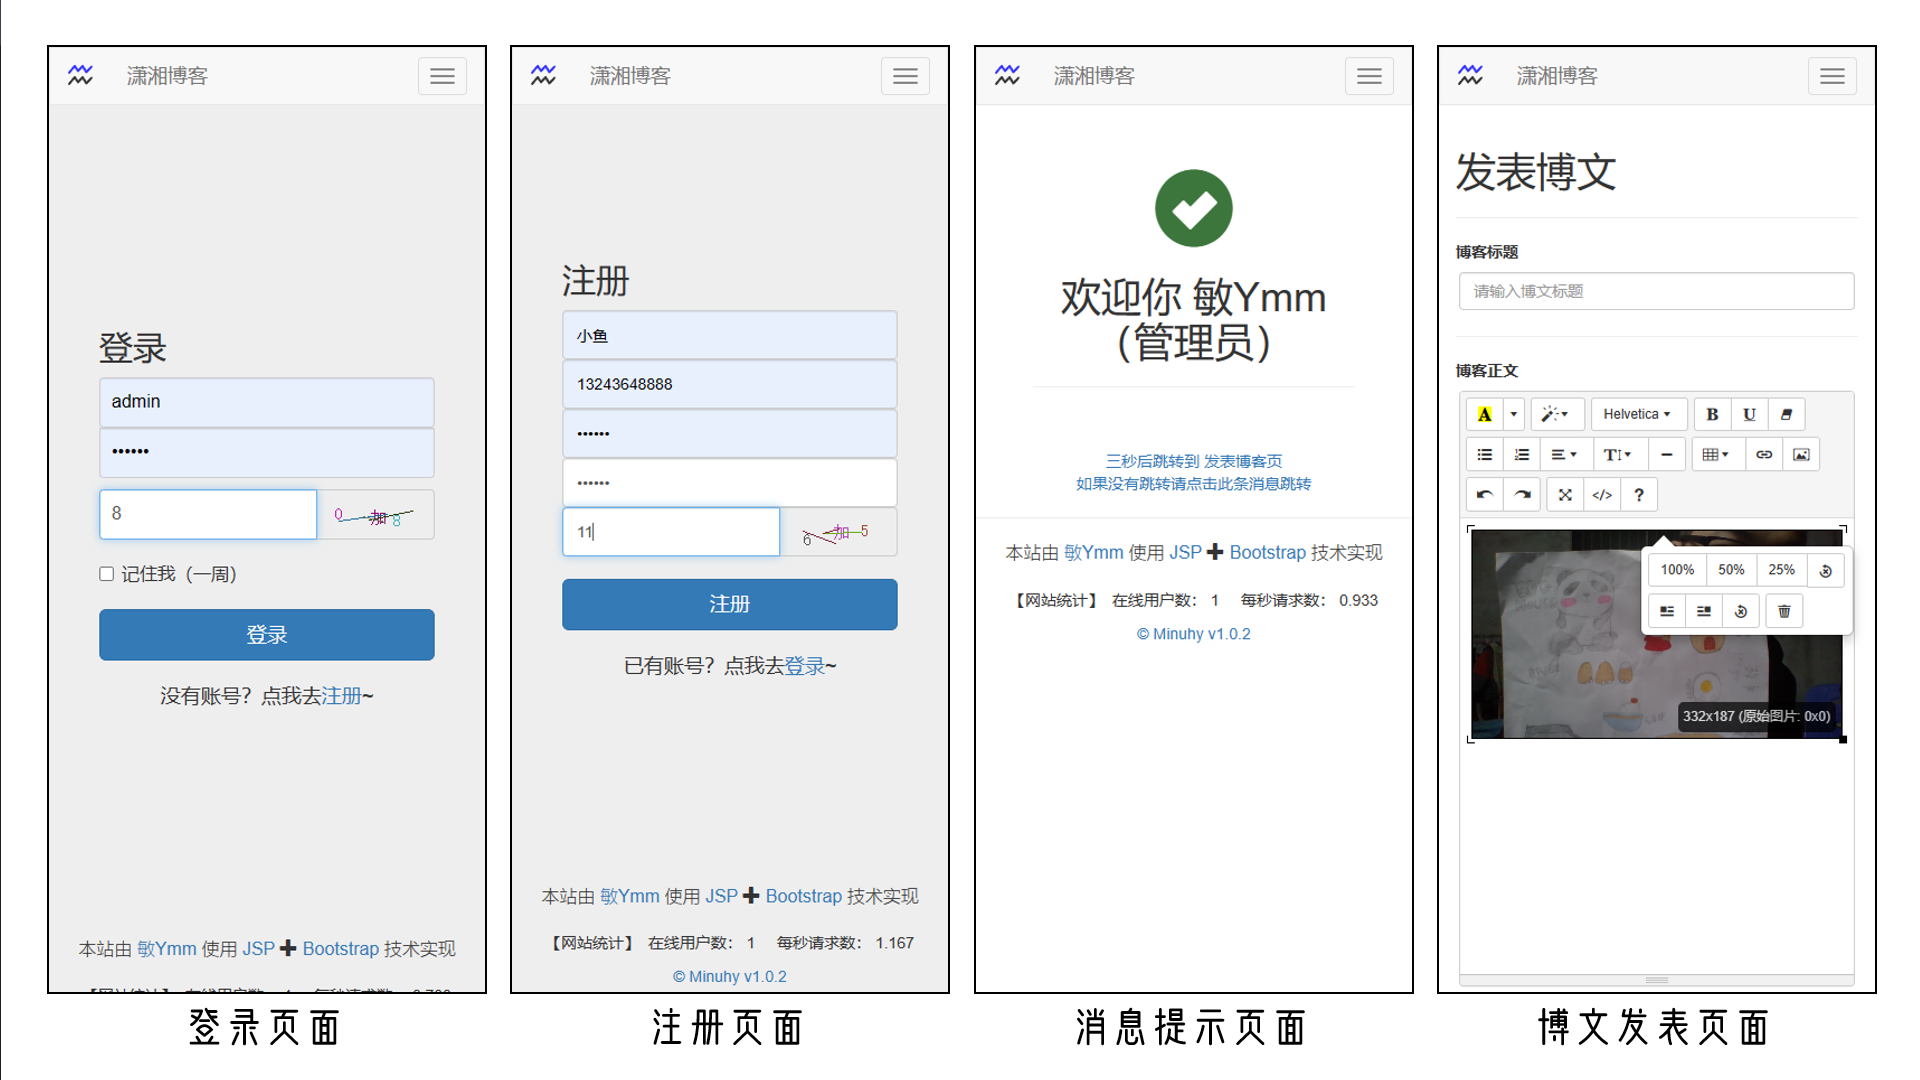 潇湘博客
登录
admin
••••••
8
0 加 8
记住我（一周）
登录
没有账号？点我去注册~
本站由 敏Ymm 使用 JSP ✚ Bootstrap 技术实现
登录页面
潇湘博客
注册
小鱼
13243648888
••••••
••••••
11
6 加 5
注册
已有账号？点我去登录~
本站由 敏Ymm 使用 JSP ✚ Bootstrap 技术实现
【网站统计】 在线用户数： 1 每秒请求数： 1.167
© Minuhy v1.0.2
注册页面
潇湘博客
欢迎你 敏Ymm
（管理员）
三秒后跳转到 发表博客页
如果没有跳转请点击此条消息跳转
本站由 敏Ymm 使用 JSP ✚ Bootstrap 技术实现
【网站统计】 在线用户数： 1 每秒请求数： 0.933
© Minuhy v1.0.2
消息提示页面
潇湘博客
发表博文
博客标题
请输入博文标题
博客正文
A Helvetica B U
T
</> ?
100% 50% 25%
332x187 (原始图片: 0x0)
博文发表页面